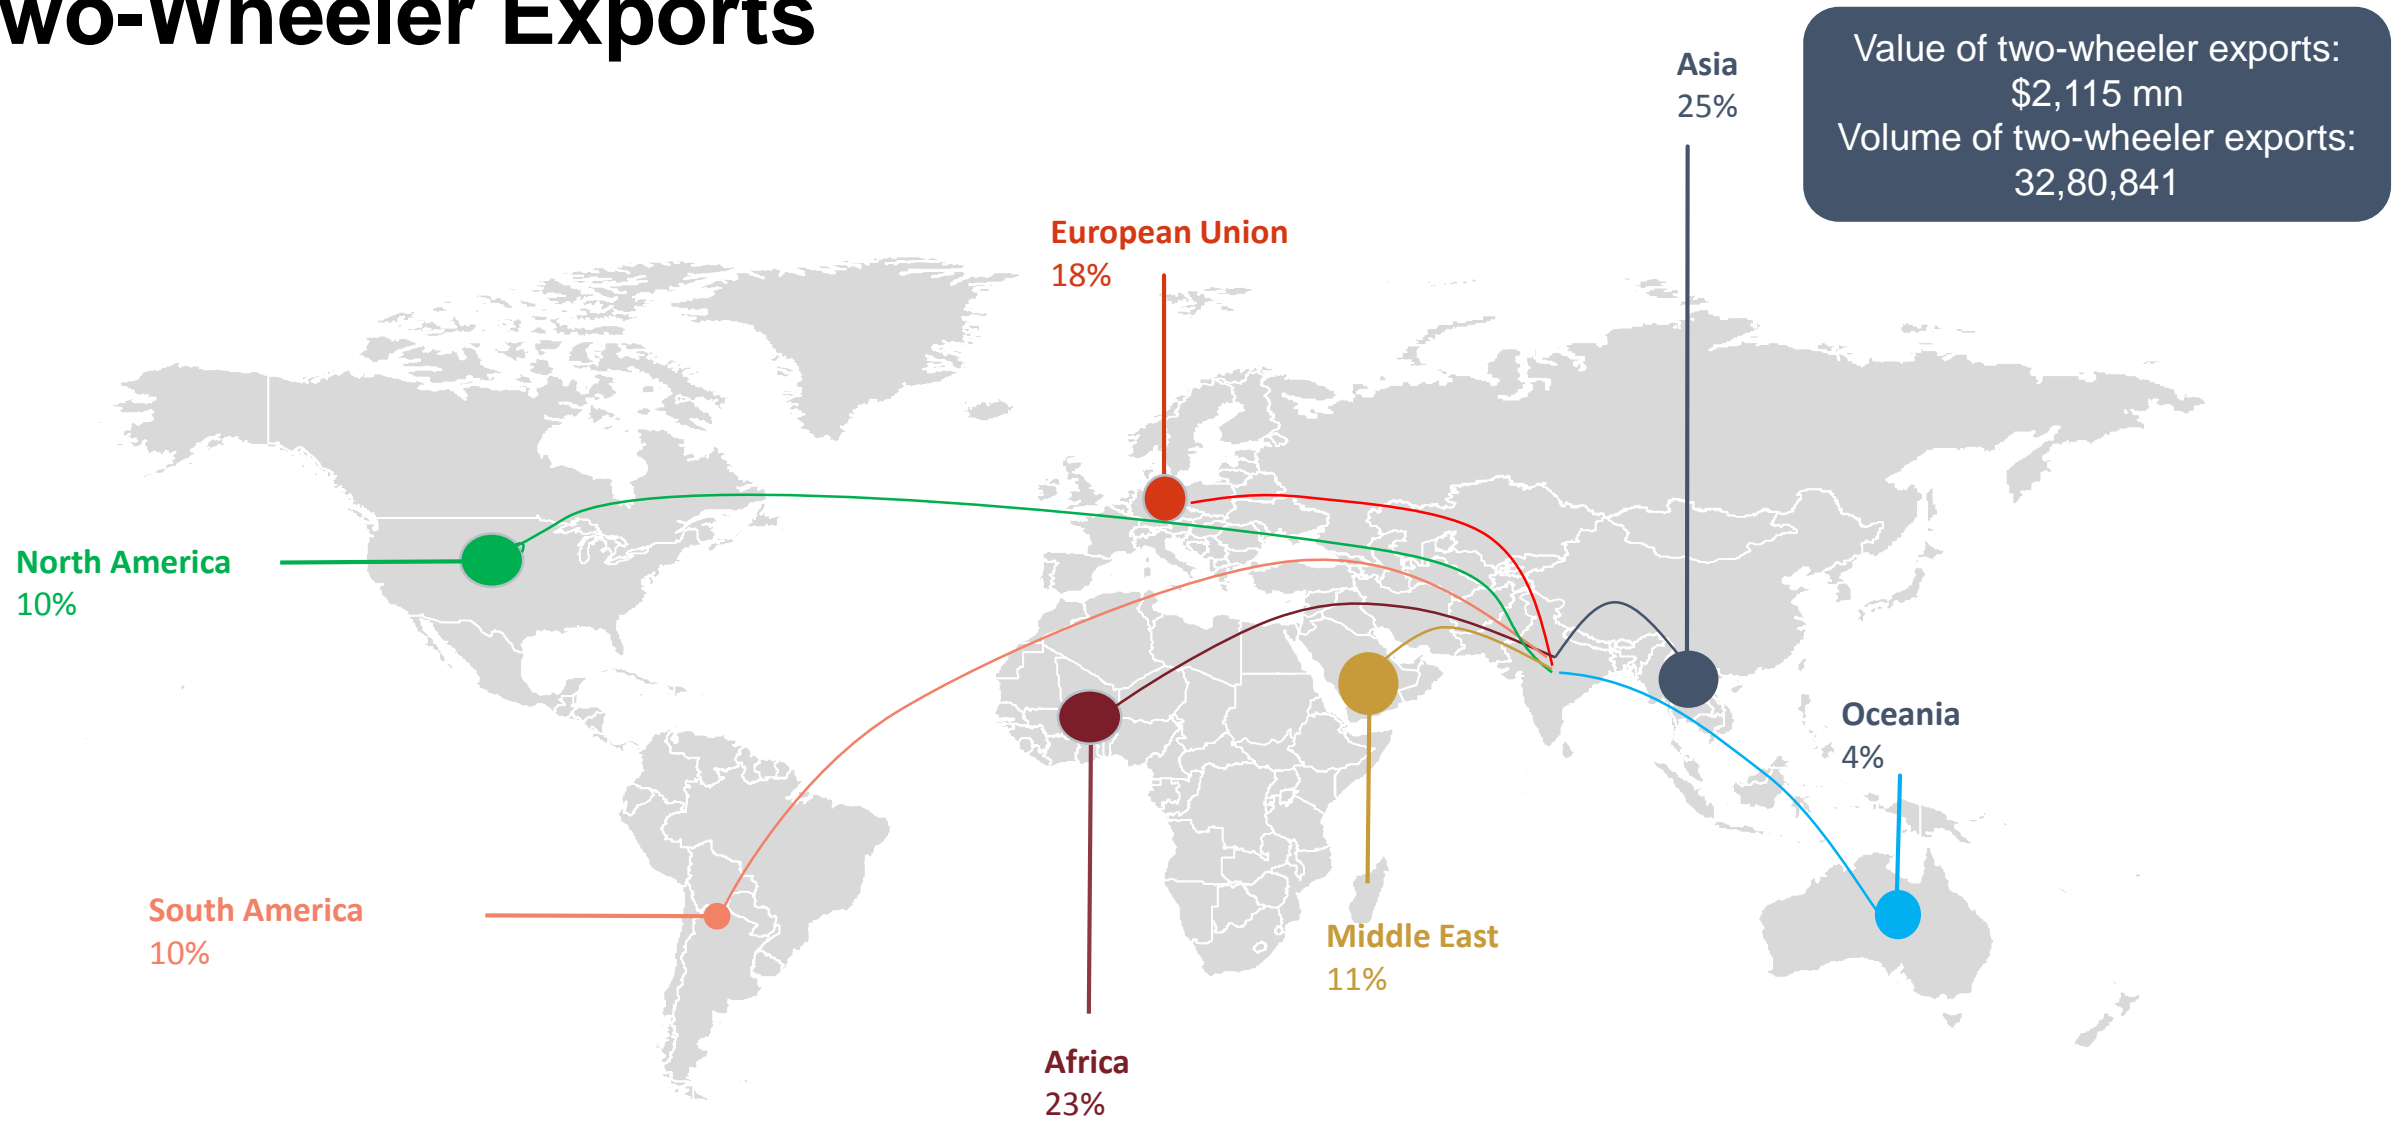 wo-Wheeler Exports
Value of two-wheeler exports:
$2,115 mn
Volume of two-wheeler exports:
32,80,841
Asia
25%
European Union
18%
North America
10%
Oceania
4%
South America
10%
Middle East
11%
Africa
23%